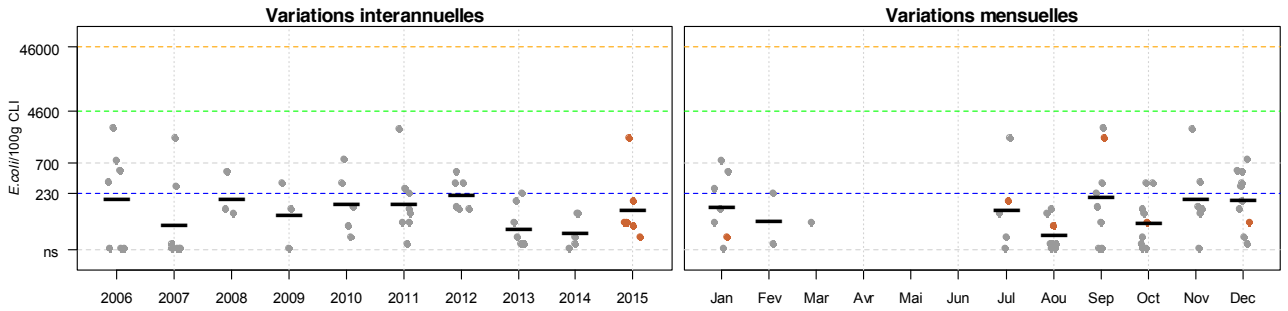 Variations interannuelles
Variations mensuelles
E.coli/100g CLI
46000
4600
700
230
ns
2006 2007 2008 2009 2010 2011 2012 2013 2014 2015
Jan Fev Mar Avr Mai Jun Jul Aou Sep Oct Nov Dec